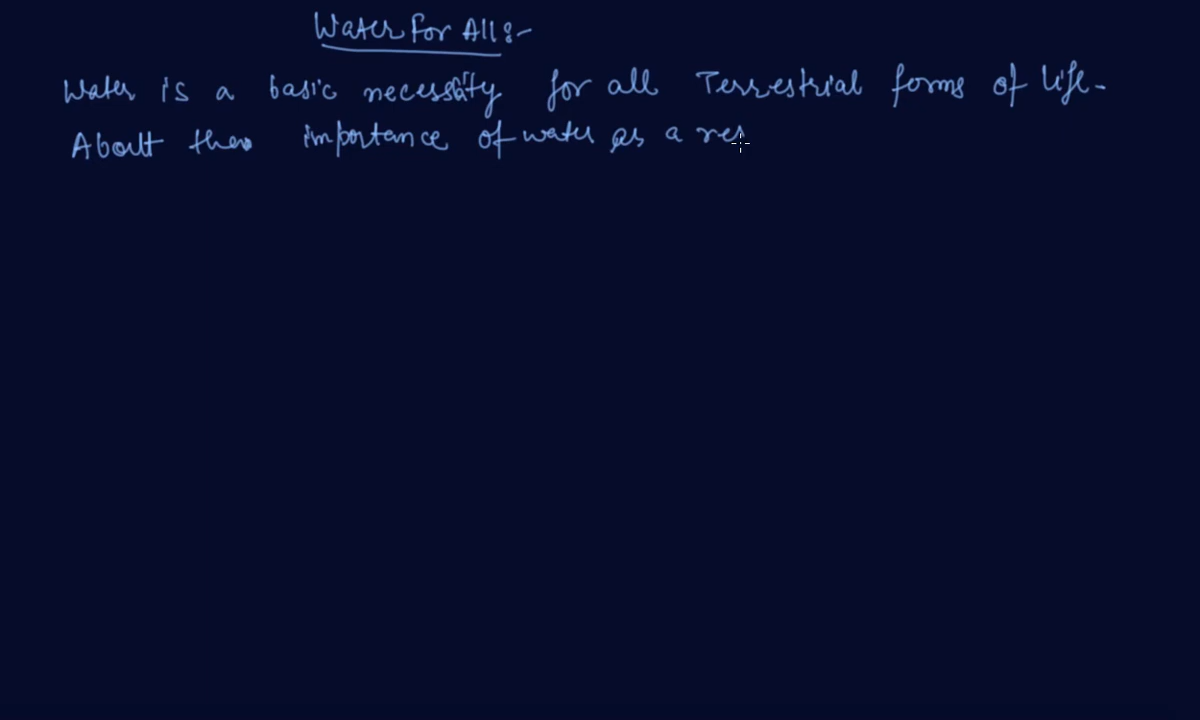 Water For All :-
Water is a basic necessity for all Terrestrial forms of life.
About the importance of water as a res